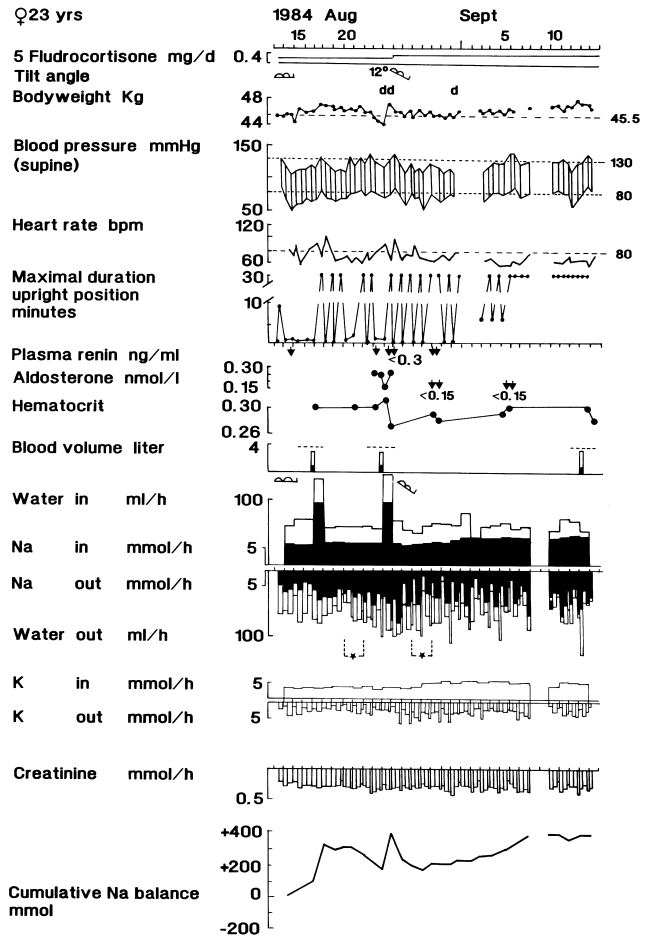 ♀23 yrs
1984 Aug Sept
15 20 5 10
5 Fludrocortisone mg/d 0.4
Tilt angle 12°
dd d
Bodyweight Kg 48
44 45.5
Blood pressure mmHg 150
(supine) 130
80
50
Heart rate bpm 120
80
60
Maximal duration 30
upright position
minutes 10
Plasma renin ng/ml <0.3
Aldosterone nmol/l 0.30
0.15 <0.15 <0.15
Hematocrit 0.30
0.26
Blood volume liter 4
Water in ml/h 100
Na in mmol/h 5
Na out mmol/h 5
Water out ml/h 100
K in mmol/h 5
K out mmol/h 5
Creatinine mmol/h
0.5
+400
+200
Cumulative Na balance 0
mmol
-200